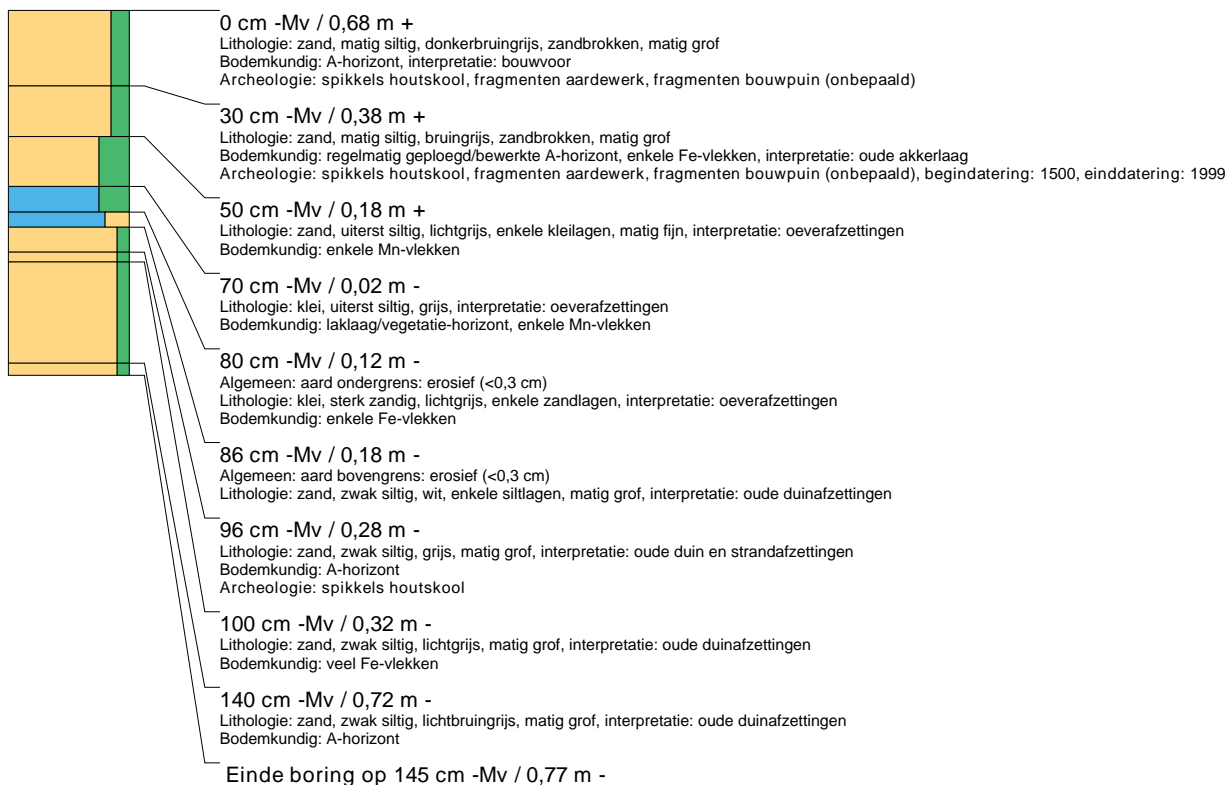 0 cm -Mv / 0,68 m +
Lithologie: zand, matig siltig, donkerbruingrijs, zandbrokken, matig grof
Bodemkundig: A-horizont, interpretatie: bouwvoor
Archeologie: spikkels houtskool, fragmenten aardewerk, fragmenten bouwpuin (onbepaald)
30 cm -Mv / 0,38 m +
Lithologie: zand, matig siltig, bruingrijs, zandbrokken, matig grof
Bodemkundig: regelmatig geploegd/bewerkte A-horizont, enkele Fe-vlekken, interpretatie: oude akkerlaag
Archeologie: spikkels houtskool, fragmenten aardewerk, fragmenten bouwpuin (onbepaald), begindatering: 1500, einddatering: 1999
50 cm -Mv / 0,18 m +
Lithologie: zand, uiterst siltig, lichtgrijs, enkele kleilagen, matig fijn, interpretatie: oeverafzettingen
Bodemkundig: enkele Mn-vlekken
70 cm -Mv / 0,02 m -
Lithologie: klei, uiterst siltig, grijs, interpretatie: oeverafzettingen
Bodemkundig: laklaag/vegetatie-horizont, enkele Mn-vlekken
80 cm -Mv / 0,12 m -
Algemeen: aard ondergrens: erosief (<0,3 cm)
Lithologie: klei, sterk zandig, lichtgrijs, enkele zandlagen, interpretatie: oeverafzettingen
Bodemkundig: enkele Fe-vlekken
86 cm -Mv / 0,18 m -
Algemeen: aard bovengrens: erosief (<0,3 cm)
Lithologie: zand, zwak siltig, wit, enkele siltlagen, matig grof, interpretatie: oude duinafzettingen
96 cm -Mv / 0,28 m -
Lithologie: zand, zwak siltig, grijs, matig grof, interpretatie: oude duin en strandafzettingen
Bodemkundig: A-horizont
Archeologie: spikkels houtskool
100 cm -Mv / 0,32 m -
Lithologie: zand, zwak siltig, lichtgrijs, matig grof, interpretatie: oude duinafzettingen
Bodemkundig: veel Fe-vlekken
140 cm -Mv / 0,72 m -
Lithologie: zand, zwak siltig, lichtbruingrijs, matig grof, interpretatie: oude duinafzettingen
Bodemkundig: A-horizont
Einde boring op 145 cm -Mv / 0,77 m -